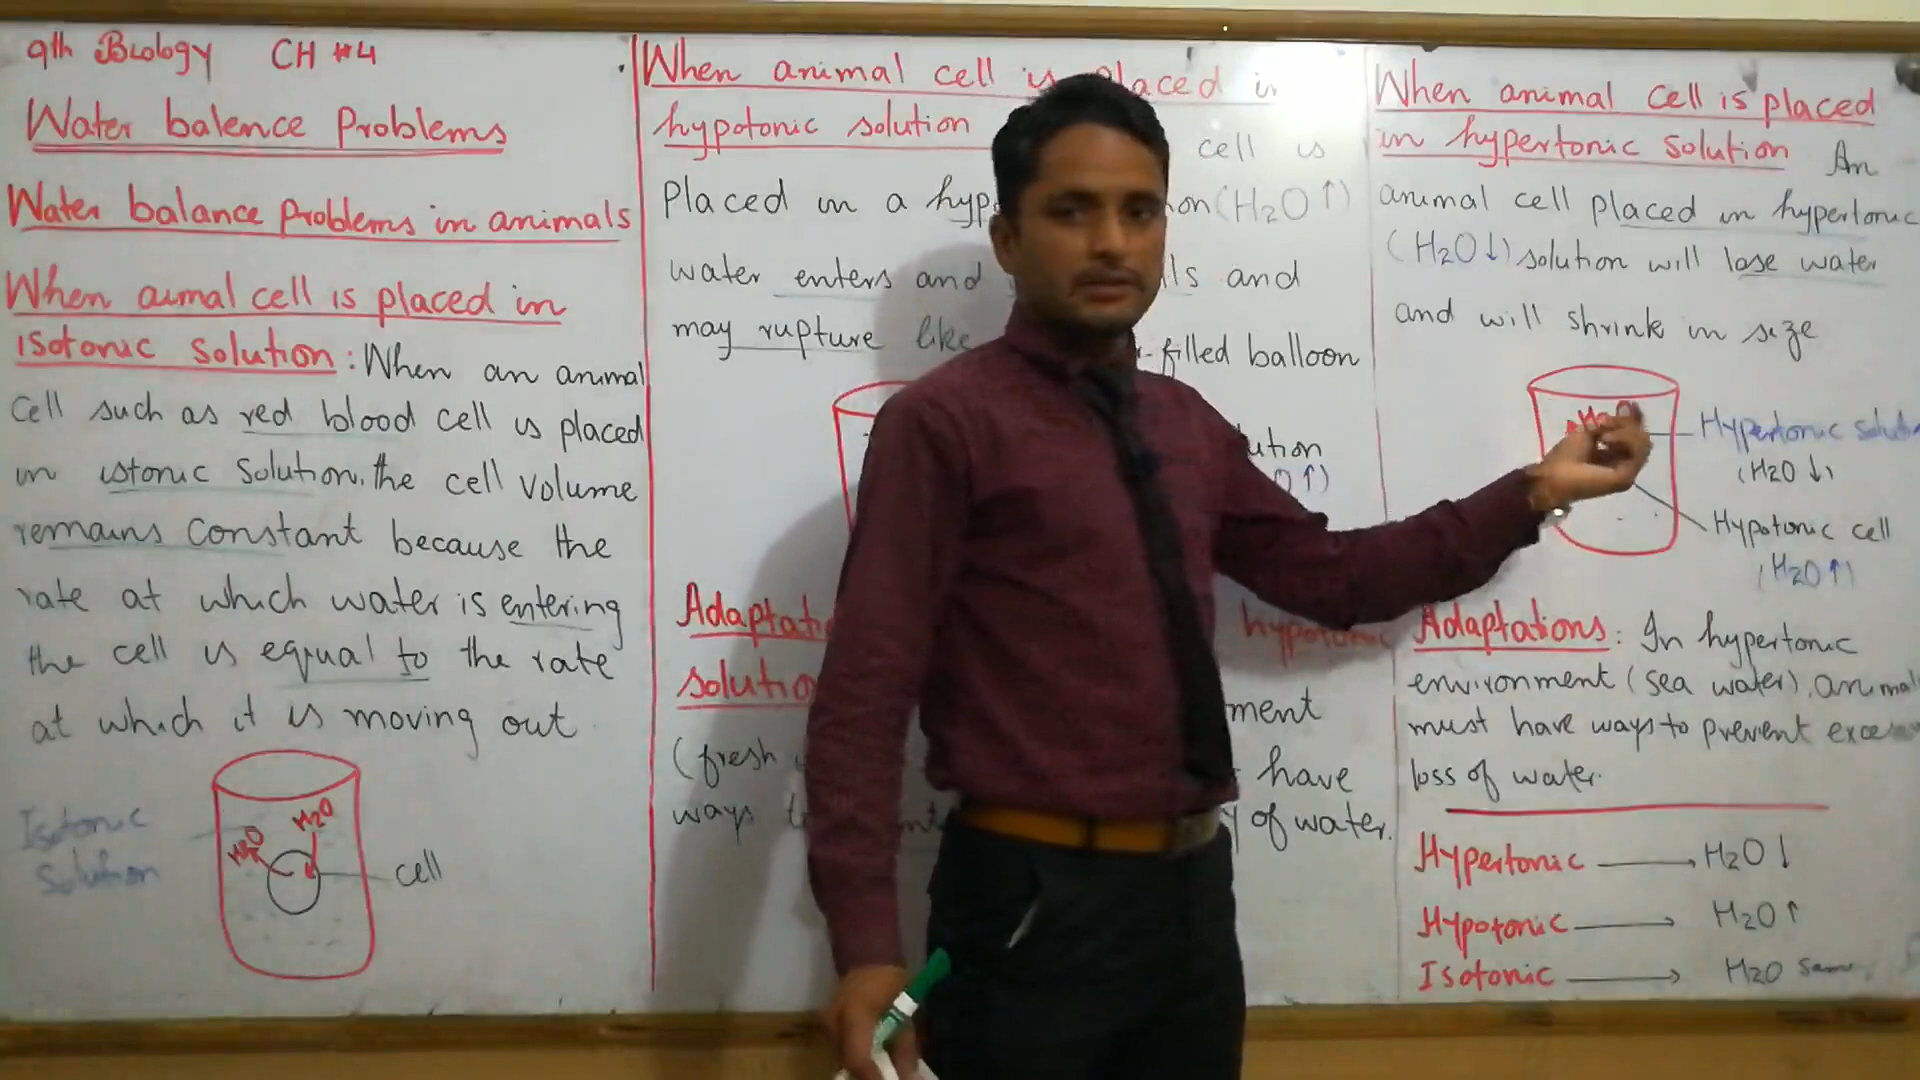 9th Biology CH #4
Water balence Problems
Water balance Problems in animals
When aimal cell is placed in
isotonic solution: When an animal
Cell such as red blood cell is placed
in istonic Solution, the cell Volume
remains Constant because the
rate at which water is entering
the cell is equal to the rate
at which it is moving out
Isotonic
Solution
H2O
H2O
cell
When animal cell is placed in
hypotonic solution
cell is
Placed in a
(H2O↑)
water enters and
and
may rupture like
filled balloon
↑)
hypotonic
(fresh
have
ways
of water.
When animal Cell is placed
in hypertonic solution An
animal cell placed in hypertonic
(H2O↓) solution will lose water
and will shrink in size
Hypertonic
(H2O ↓)
Hypotonic cell
(H2O↑)
Adaptations: In hypertonic
environment (sea water), animal
must have ways to prevent
loss of water.
Hypertonic → H2O ↓
Hypotonic → H2O ↑
Isotonic → H2O Same